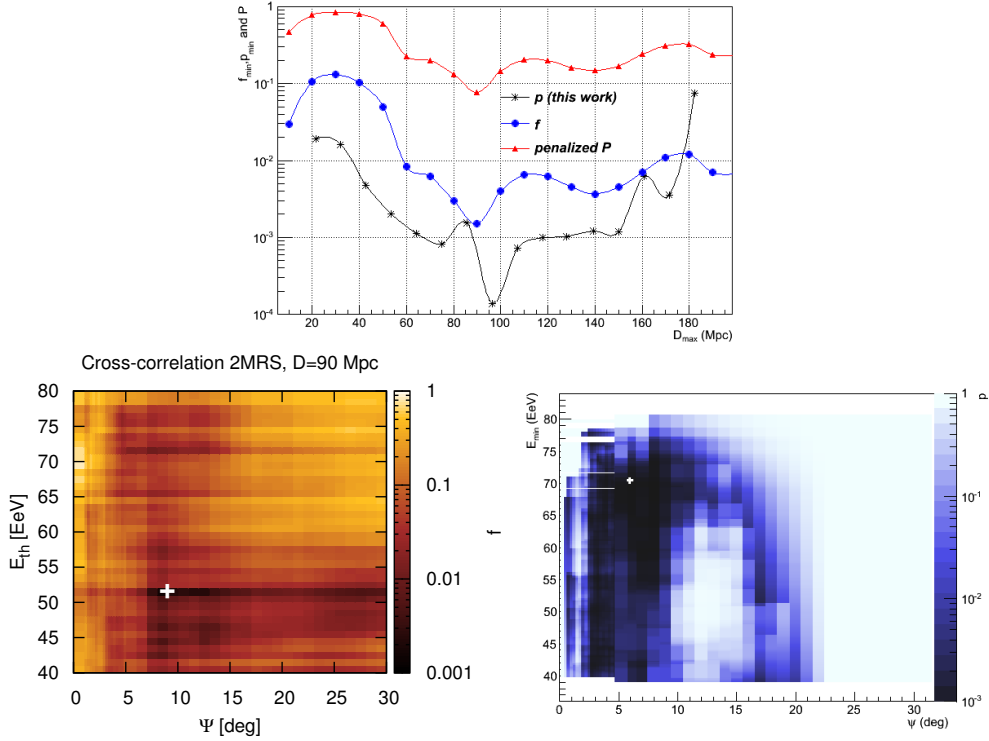 f_min, p_min and P
1
10^-1
10^-2
10^-3
10^-4
p (this work)
f
penalized P
20 40 60 80 100 120 140 160 180
D_max (Mpc)
Cross-correlation 2MRS, D=90 Mpc
E_th [EeV]
80
75
70
65
60
55
50
45
40
0 5 10 15 20 25 30
Ψ [deg]
1
0.1
0.01
0.001
f
E_min (EeV)
80
75
70
65
60
55
50
45
40
0 5 10 15 20 25 30
ψ (deg)
p
1
10^-1
10^-2
10^-3